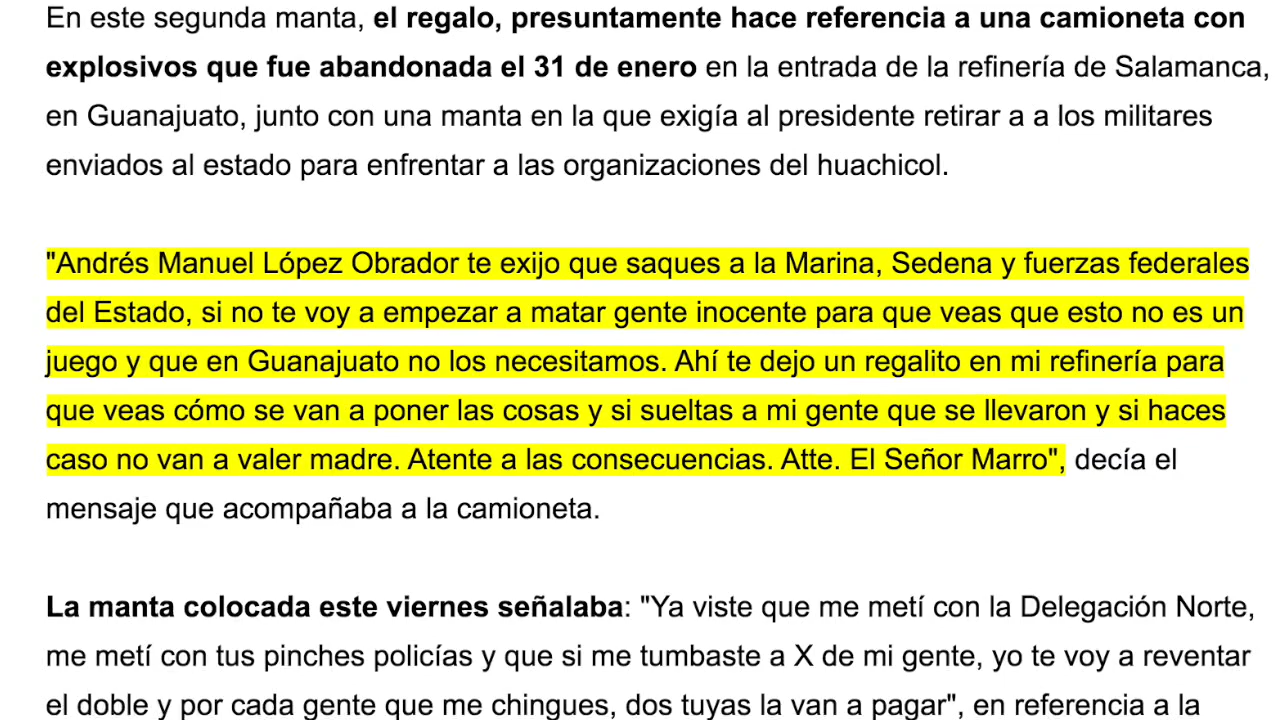 En este segunda manta, el regalo, presuntamente hace referencia a una camioneta con
explosivos que fue abandonada el 31 de enero en la entrada de la refinería de Salamanca,
en Guanajuato, junto con una manta en la que exigía al presidente retirar a a los militares
enviados al estado para enfrentar a las organizaciones del huachicol.
"Andrés Manuel López Obrador te exijo que saques a la Marina, Sedena y fuerzas federales
del Estado, si no te voy a empezar a matar gente inocente para que veas que esto no es un
juego y que en Guanajuato no los necesitamos. Ahí te dejo un regalito en mi refinería para
que veas cómo se van a poner las cosas y si sueltas a mi gente que se llevaron y si haces
caso no van a valer madre. Atente a las consecuencias. Atte. El Señor Marro", decía el
mensaje que acompañaba a la camioneta.
La manta colocada este viernes señalaba: "Ya viste que me metí con la Delegación Norte,
me metí con tus pinches policías y que si me tumbaste a X de mi gente, yo te voy a reventar
el doble y por cada gente que me chingues, dos tuyas la van a pagar", en referencia a la